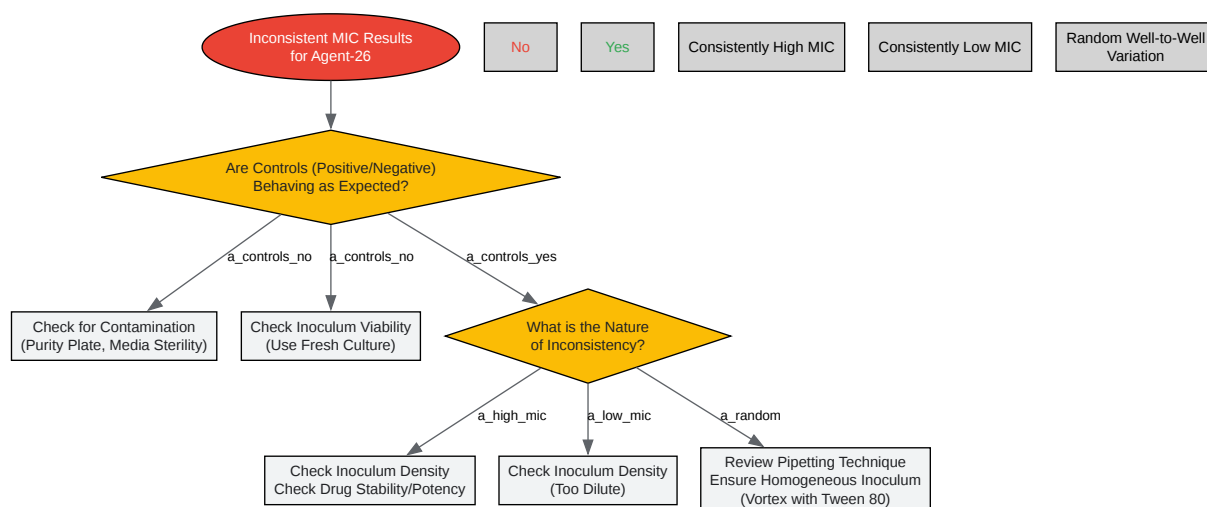 Inconsistent MIC Results
for Agent-26
No
Yes
Consistently High MIC
Consistently Low MIC
Random Well-to-Well
Variation
Are Controls (Positive/Negative)
Behaving as Expected?
a_controls_no
a_controls_no
a_controls_yes
Check for Contamination
(Purity Plate, Media Sterility)
Check Inoculum Viability
(Use Fresh Culture)
What is the Nature
of Inconsistency?
a_high_mic
a_low_mic
a_random
Check Inoculum Density
Check Drug Stability/Potency
Check Inoculum Density
(Too Dilute)
Review Pipetting Technique
Ensure Homogeneous Inoculum
(Vortex with Tween 80)